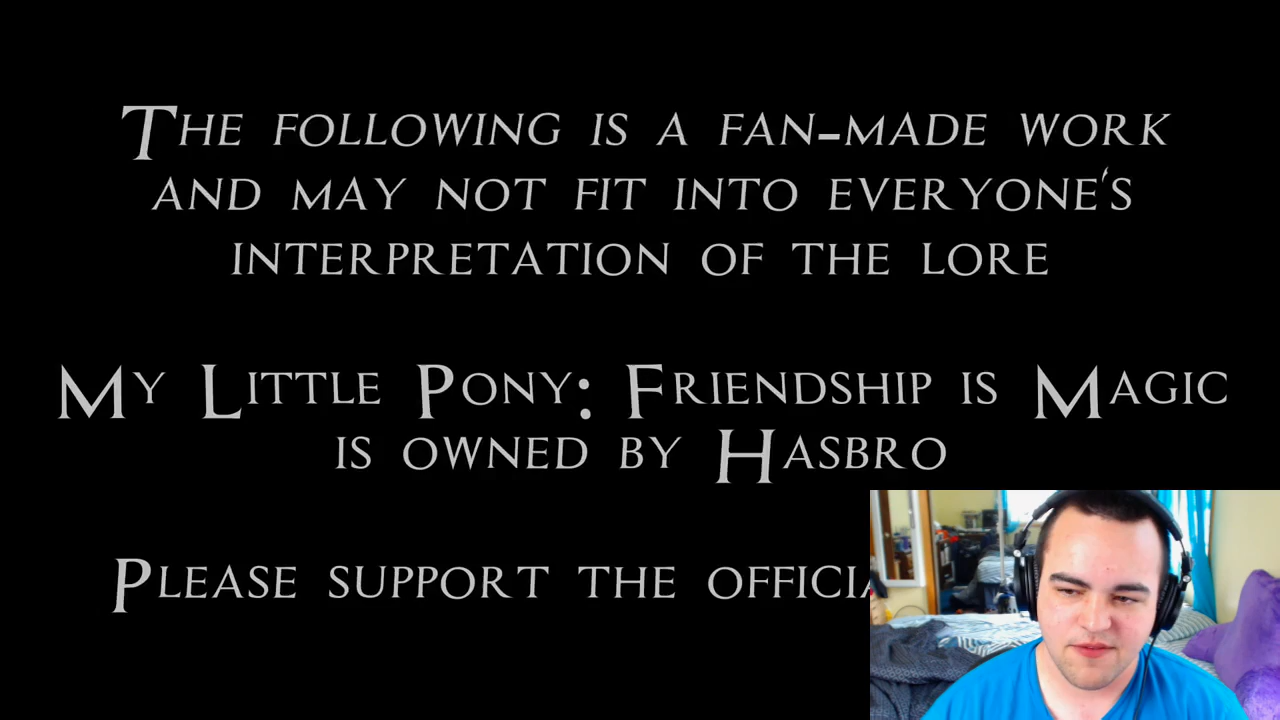 The following is a fan-made work
and may not fit into everyone's
interpretation of the lore
My Little Pony: Friendship is Magic
is owned by Hasbro
Please support the